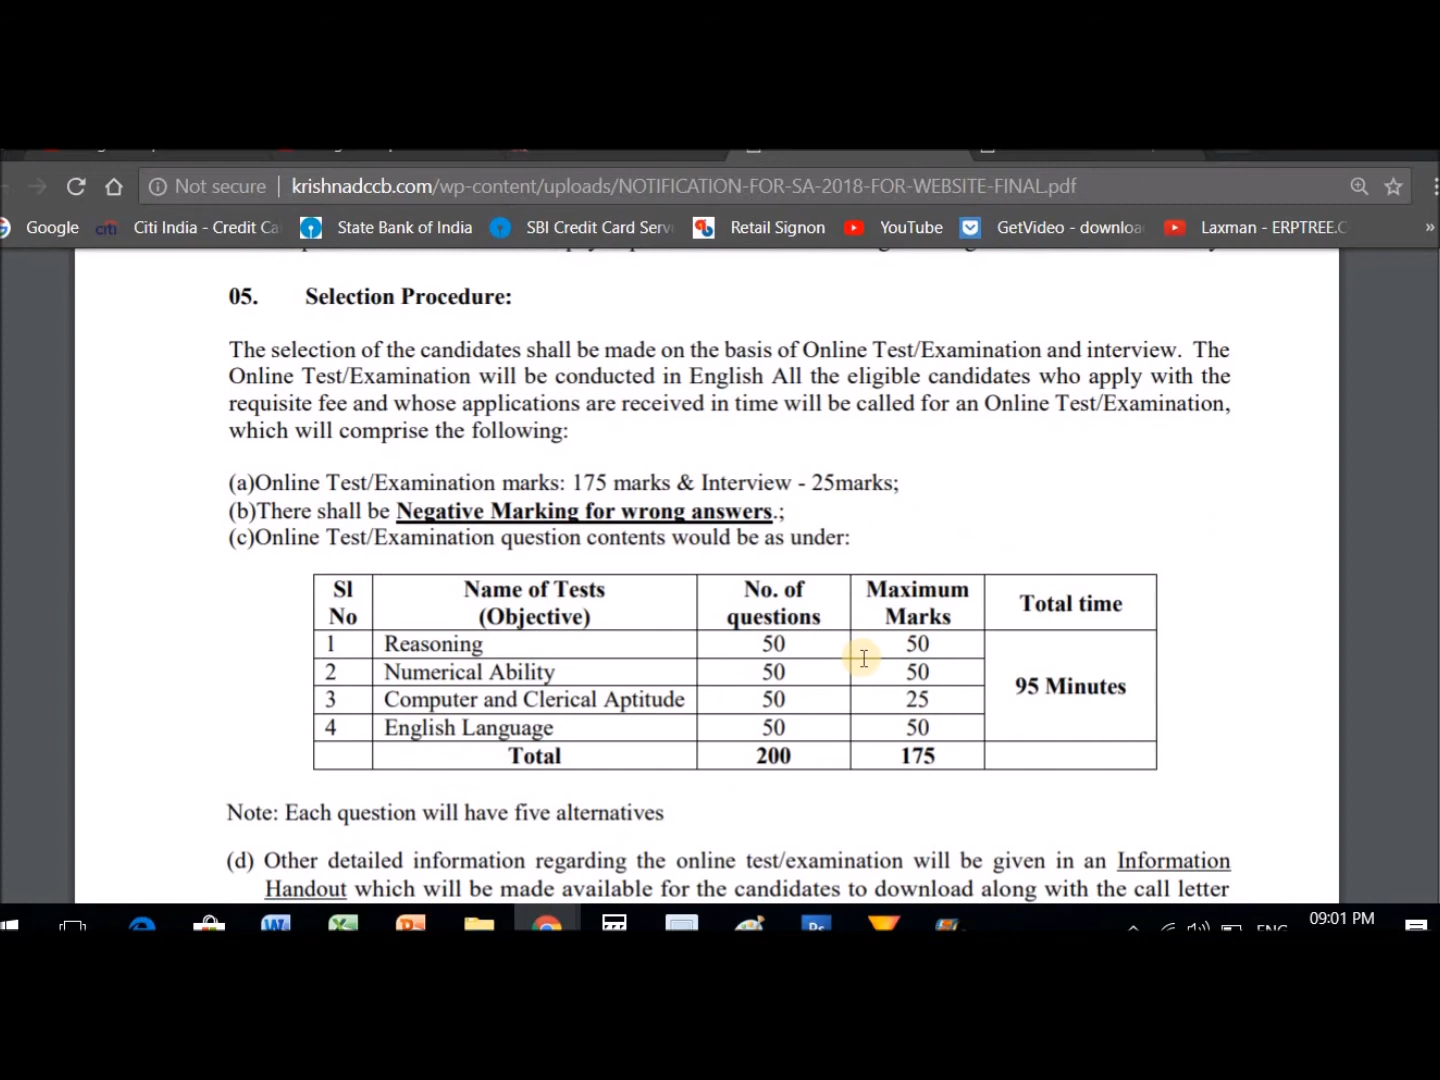 Not secure krishnadccb.com/wp-content/uploads/NOTIFICATION-FOR-SA-2018-FOR-WEBSITE-FINAL.pdf
Google citi Citi India - Credit Ca State Bank of India SBI Credit Card Serv Retail Signon YouTube GetVideo - downloa Laxman - ERPTREE.C »
05. Selection Procedure:
The selection of the candidates shall be made on the basis of Online Test/Examination and interview. The
Online Test/Examination will be conducted in English All the eligible candidates who apply with the
requisite fee and whose applications are received in time will be called for an Online Test/Examination,
which will comprise the following:
(a)Online Test/Examination marks: 175 marks & Interview - 25marks;
(b)There shall be Negative Marking for wrong answers.;
(c)Online Test/Examination question contents would be as under:
Sl No Name of Tests (Objective) No. of questions Maximum Marks Total time
1 Reasoning 50 50 95 Minutes
2 Numerical Ability 50 50
3 Computer and Clerical Aptitude 50 25
4 English Language 50 50
Total 200 175
Note: Each question will have five alternatives
(d) Other detailed information regarding the online test/examination will be given in an Information
Handout which will be made available for the candidates to download along with the call letter
09:01 PM